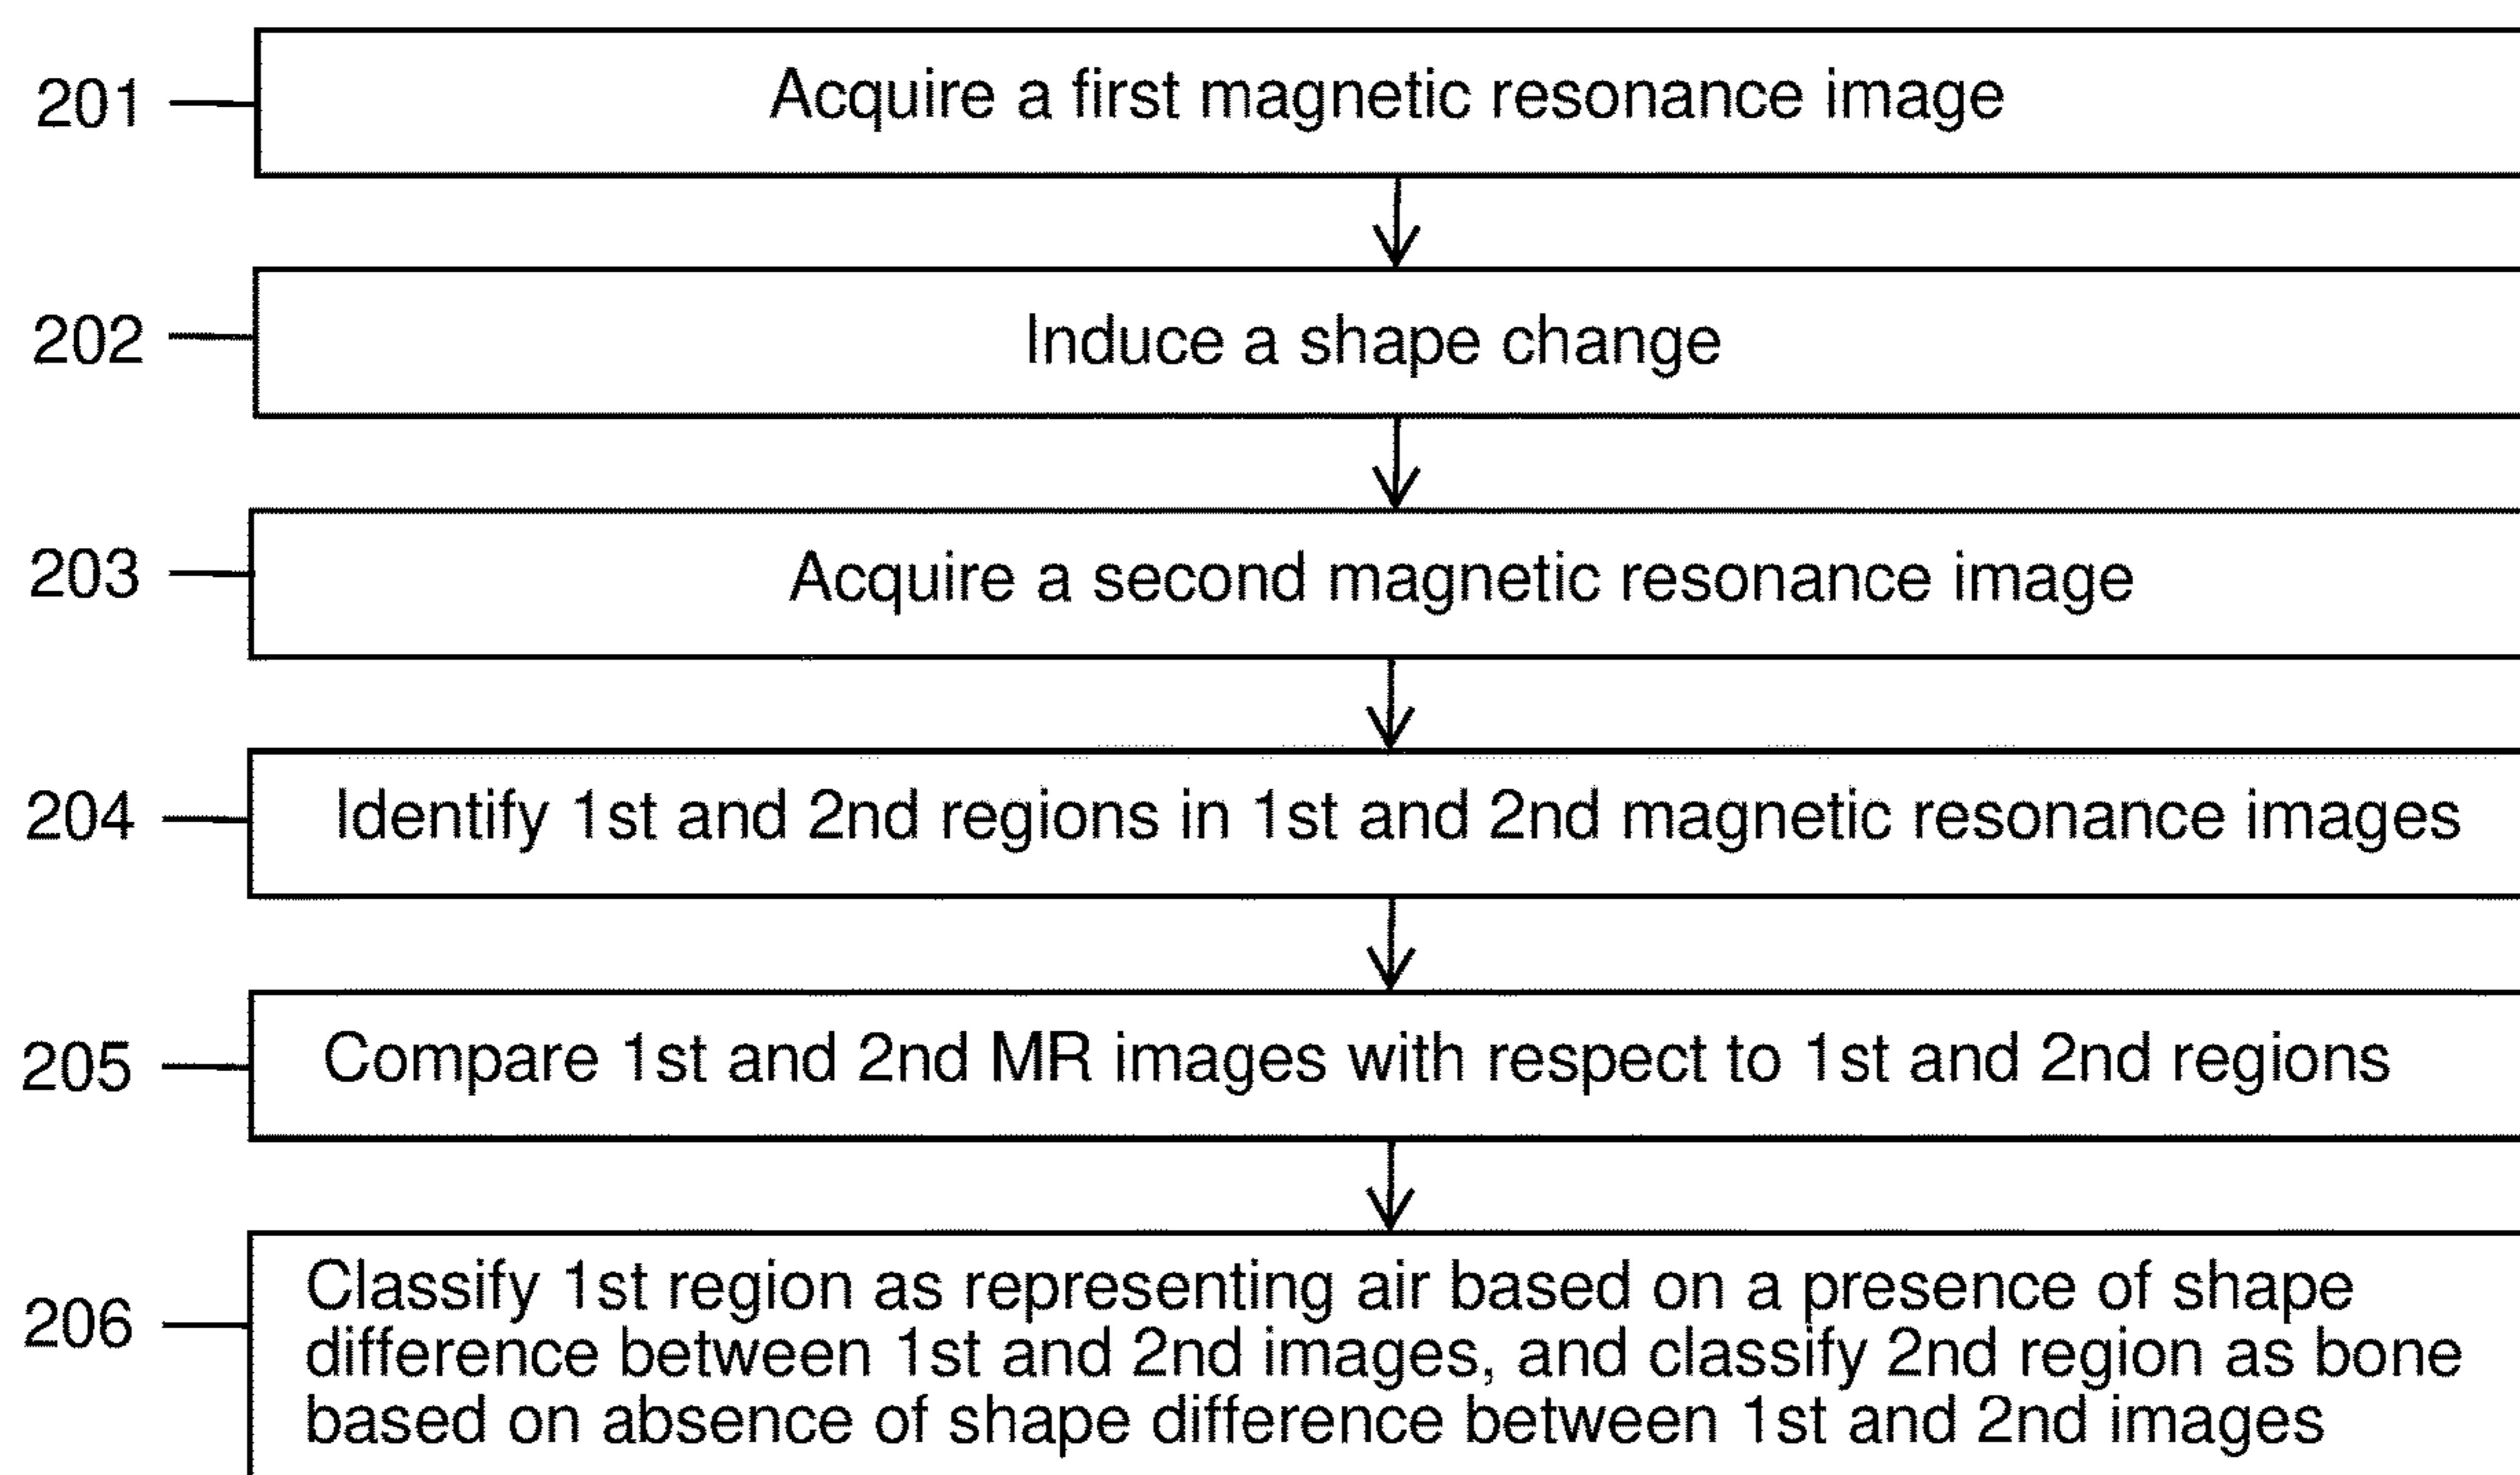 201
Acquire a first magnetic resonance image
202
Induce a shape change
203
Acquire a second magnetic resonance image
204
Identify 1st and 2nd regions in 1st and 2nd magnetic resonance images
205
Compare 1st and 2nd MR images with respect to 1st and 2nd regions
206
Classify 1st region as representing air based on a presence of shape
difference between 1st and 2nd images, and classify 2nd region as bone
based on absence of shape difference between 1st and 2nd images